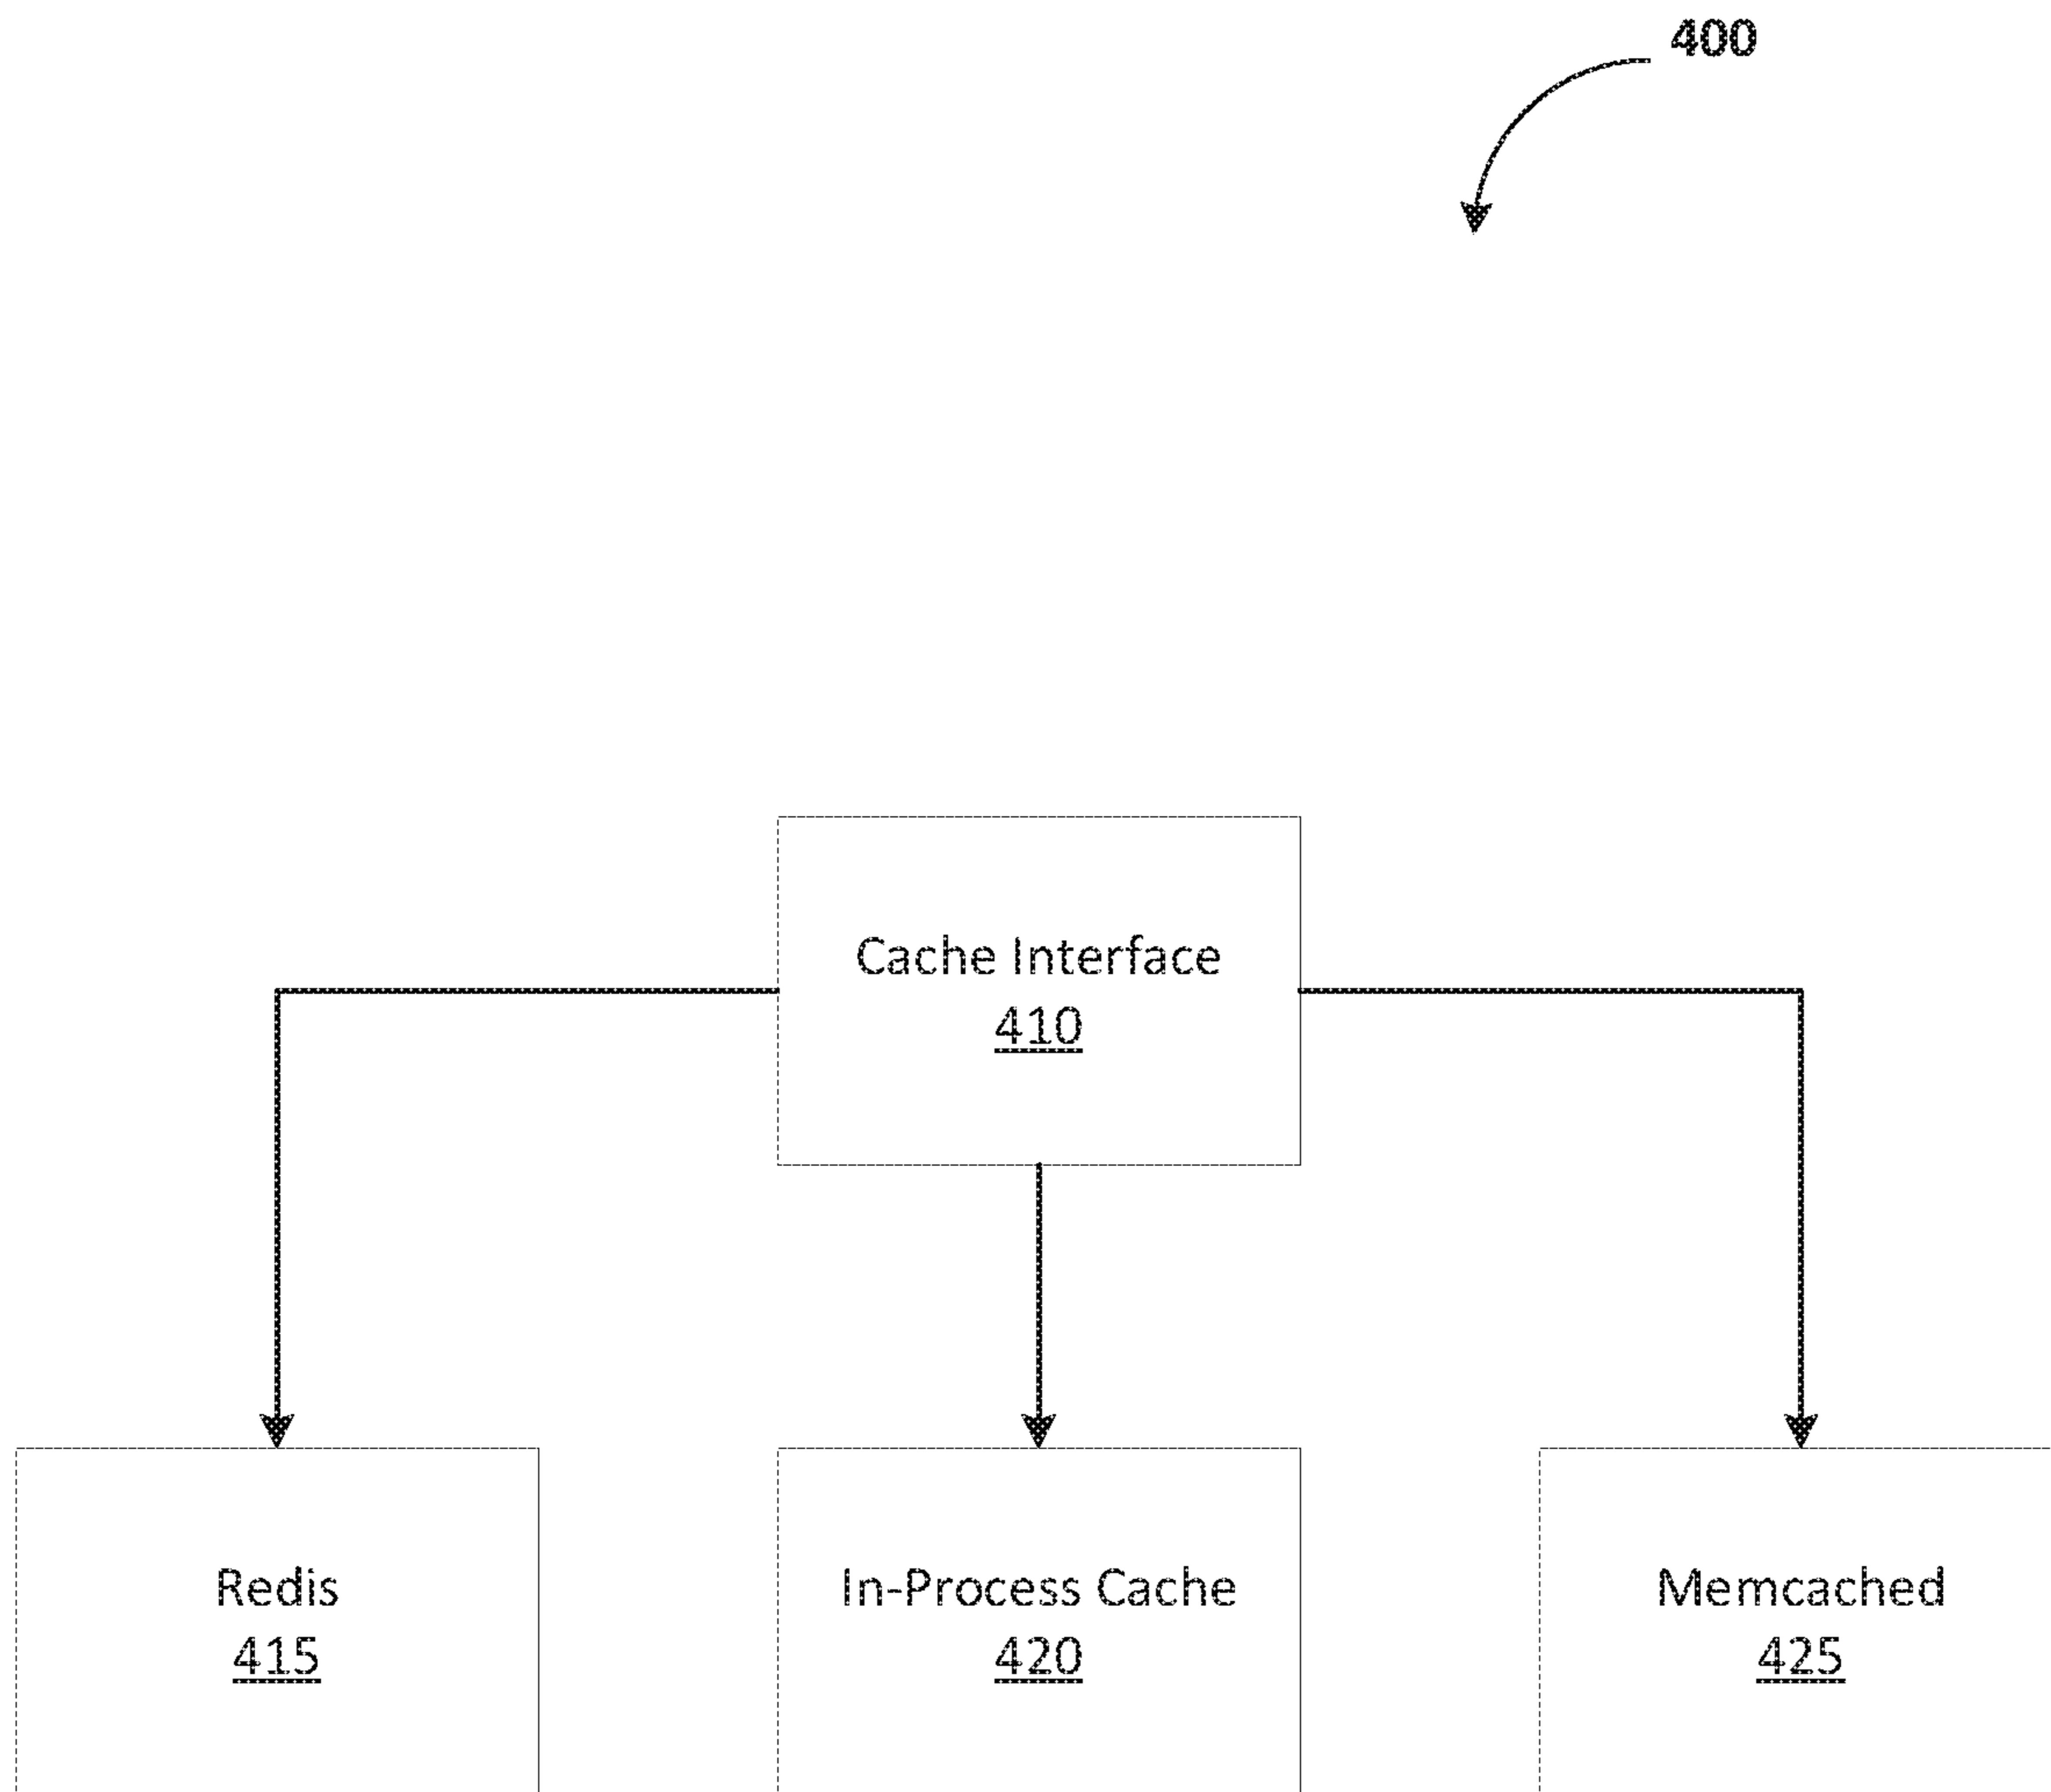 400
Cache Interface
410
Redis
415
In-Process Cache
420
Memcached
425